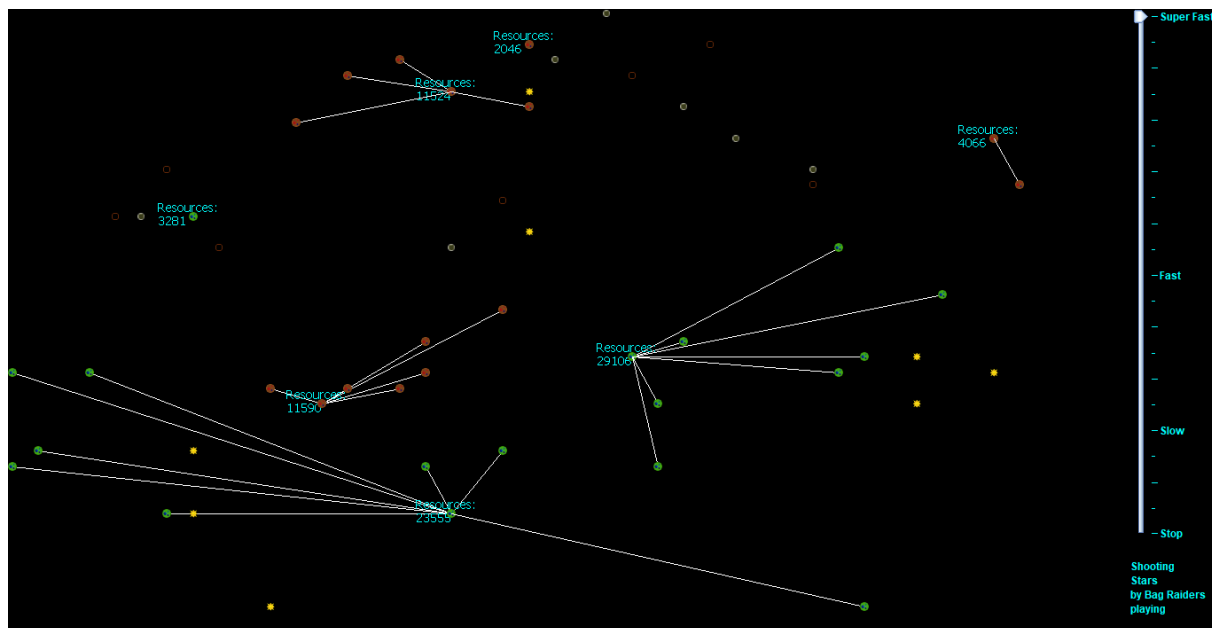 Resources:
2046
Resources:
11524
Resources:
4066
Resources:
3281
Resources:
29106
Resources:
11590
Resources:
23555
Super Fast
Fast
Slow
Stop
Shooting
Stars
by Bag Raiders
playing